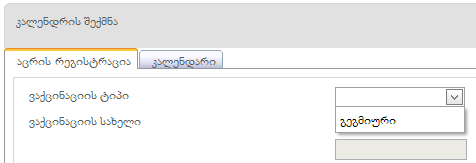 კალენდრის შექმნა
აცრის რეგისტრაცია კალენდარი
ვაქცინაციის ტიპი
გეგმიური
ვაქცინაციის სახელი